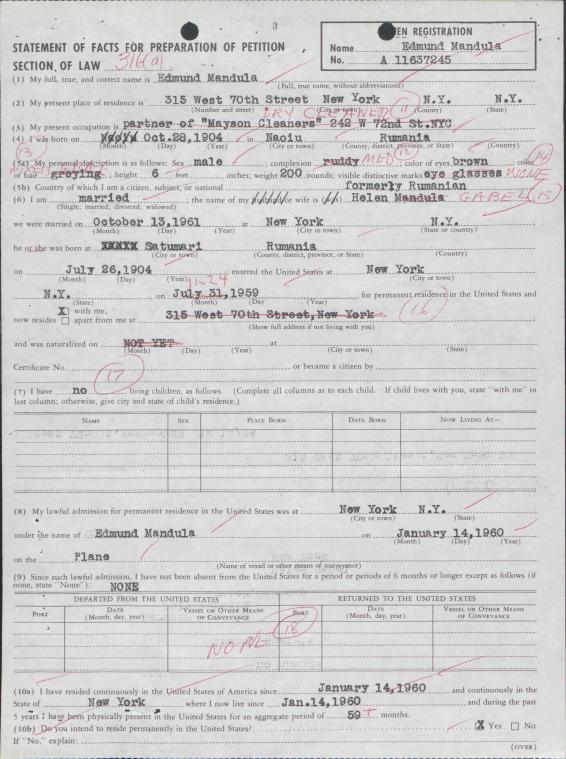 3
STATEMENT OF FACTS FOR PREPARATION OF PETITION
SECTION OF LAW 316(a)
EN REGISTRATION
Name Edmund Mandula
No. A 11637245
(1) My full, true, and correct name is Edmund Mandula
(Full, true name, without abbreviations)
(2) My present place of residence is 315 West 70th Street New York N.Y. N.Y.
(Number and street) (City or town) (County) (State)
DRY CLEANER 11
(3) My present occupation is partner of "Mayson Cleaners" 242 W 72nd St.NYC
(4) I was born on Oct.28,1904 in Naoiu Rumania
(Month) (Day) (Year) (City or town) (County, district, province, or State) (Country)
13 12 14
(5a) My personal description is as follows: Sex male; complexion ruddy MED; color of eyes brown; color
of hair greying; height 6 feet inches; weight 200 pounds; visible distinctive marks eye glasses NONE
(5b) Country of which I am a citizen, subject, or national formerly Rumanian
(6) I am married; the name of my husband or wife is (was) Helen Mandula GABEL 15
(Single; married; divorced; widowed)
we were married on October 13,1961 at New York N.Y.
(Month) (Day) (Year) (City or town) (State or country)
he or she was born at XXXXX Satumari Rumania
(City or town) (County, district, province, or State) (Country)
on July 26,1904 entered the United States at New York
(Month) (Day) (Year) (City or town)
11-24
N.Y. on July 31,1959 for permanent residence in the United States and
(State) (Month) (Day) (Year)
X with me,
now resides apart from me at 315 West 70th Street,New York 16
(Show full address if not living with you)
and was naturalized on NOT YET at
(Month) (Day) (Year) (City or town) (State)
Certificate No. or became a citizen by
17
(7) I have no living children, as follows. (Complete all columns as to each child. If child lives with you, state "with me" in
last column; otherwise, give city and state of child's residence.)
NAME SEX PLACE BORN DATE BORN NOW LIVING AT—
(8) My lawful admission for permanent residence in the United States was at New York N.Y.
(City or town) (State)
under the name of Edmund Mandula on January 14,1960
(Month) (Day) (Year)
on the Plane
(Name of vessel or other means of conveyance)
(9) Since such lawful admission, I have not been absent from the United States for a period or periods of 6 months or longer except as follows (if
none, state "None"): NONE
DEPARTED FROM THE UNITED STATES RETURNED TO THE UNITED STATES
PORT DATE (Month, day, year) VESSEL OR OTHER MEANS OF CONVEYANCE PORT DATE (Month, day, year) VESSEL OR OTHER MEANS OF CONVEYANCE
18
(10a) I have resided continuously in the United States of America since January 14,1960 and continuously in the
State of New York where I now live since Jan.14,1960 and during the past
5 years I have been physically present in the United States for an aggregate period of 59+ months.
(10b) Do you intend to reside permanently in the United States? X Yes No
If "No," explain:
(OVER)